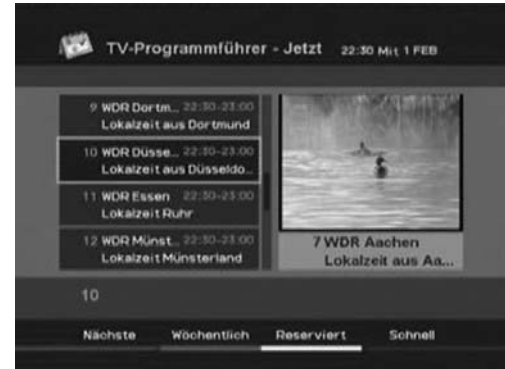 TV-Programmführer - Jetzt 22:30 Mit 1 FEB
9 WDR Dortm... 22:30-23:00
Lokalzeit aus Dortmund
10 WDR Düsse... 22:30-23:00
Lokalzeit aus Düsseldo..
11 WDR Essen 22:30-23:00
Lokalzeit Ruhr
12 WDR Münst... 22:30-23:00
Lokalzeit Münsterland
7 WDR Aachen
Lokalzeit aus Aa...
10
Nächste Wöchentlich Reserviert Schnell